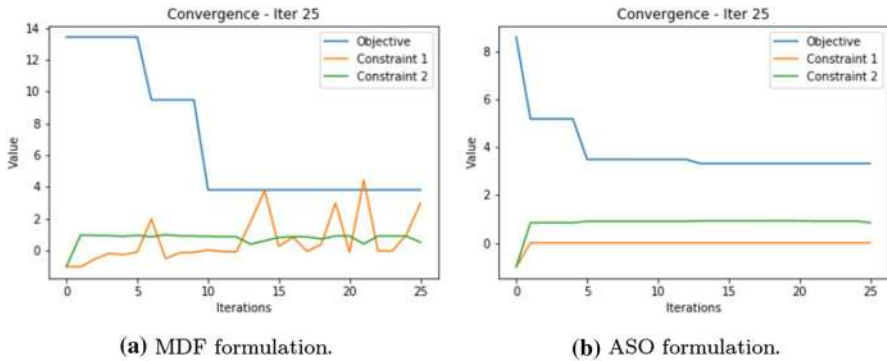 Convergence - Iter 25
Value
14
12
10
8
6
4
2
0
Objective
Constraint 1
Constraint 2
0 5 10 15 20 25
Iterations
(a) MDF formulation.
Convergence - Iter 25
Value
8
6
4
2
0
Objective
Constraint 1
Constraint 2
0 5 10 15 20 25
Iterations
(b) ASO formulation.